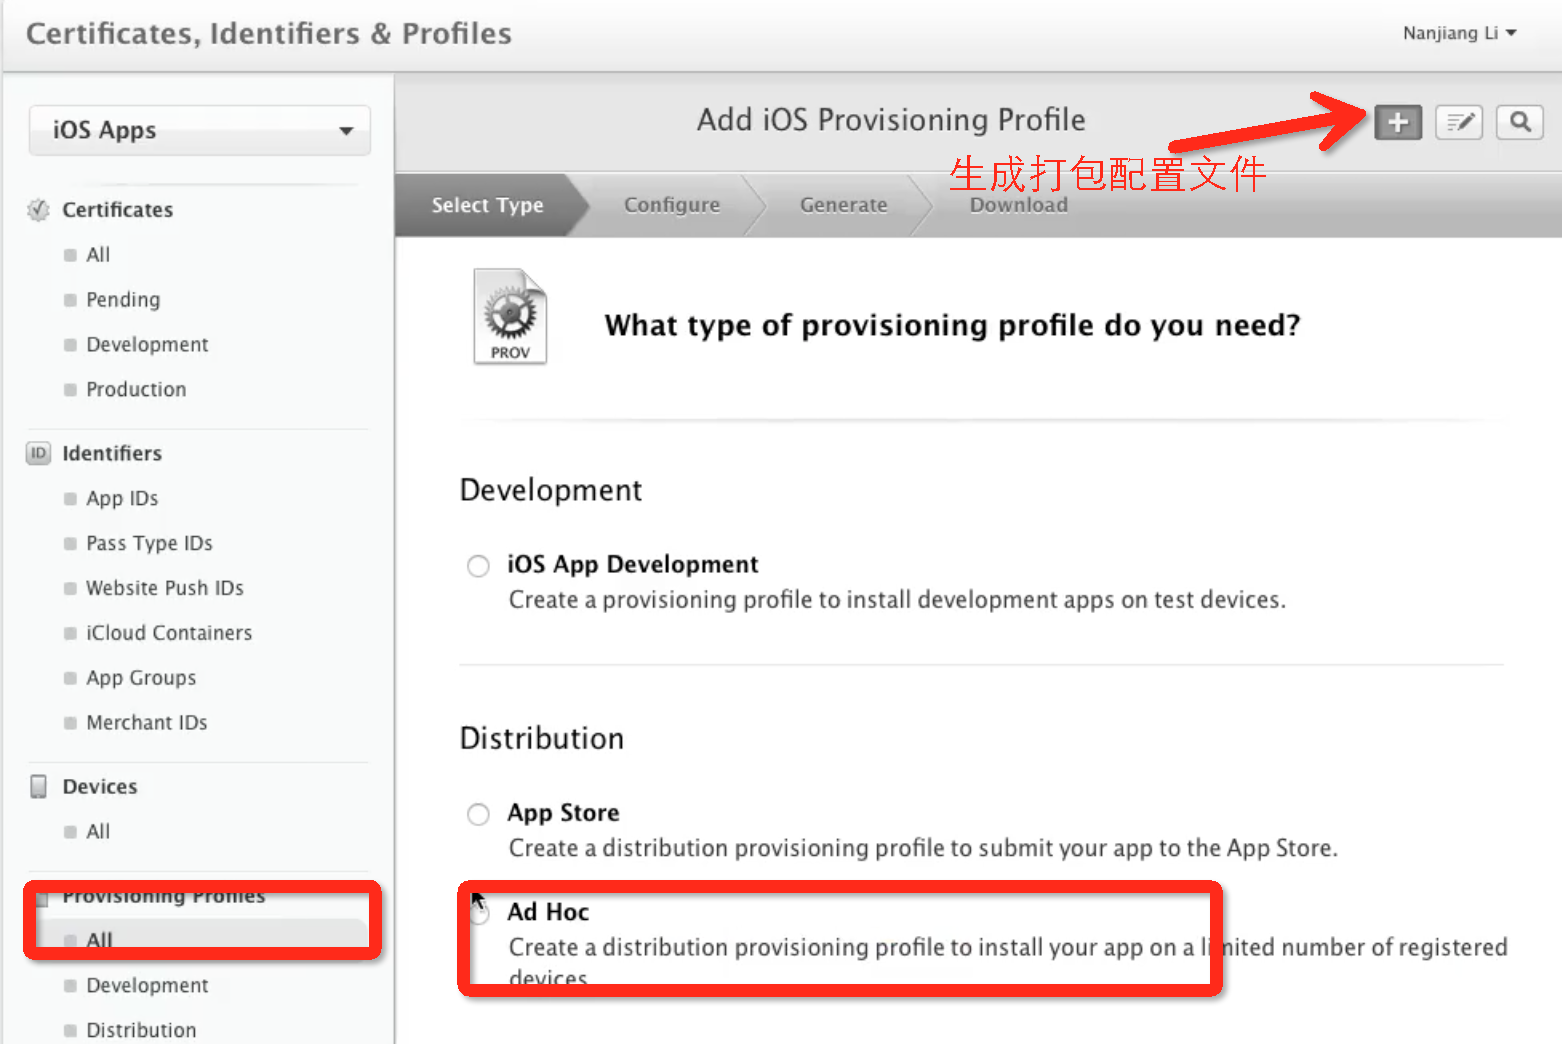 Certificates, Identifiers & Profiles
Nanjiang Li
iOS Apps
Add iOS Provisioning Profile
生成打包配置文件
Select Type
Configure
Generate
Download
Certificates
All
Pending
Development
Production
ID
Identifiers
App IDs
Pass Type IDs
Website Push IDs
iCloud Containers
App Groups
Merchant IDs
Devices
All
Provisioning Profiles
All
Development
Distribution
PROV
What type of provisioning profile do you need?
Development
iOS App Development
Create a provisioning profile to install development apps on test devices.
Distribution
App Store
Create a distribution provisioning profile to submit your app to the App Store.
Ad Hoc
Create a distribution provisioning profile to install your app on a limited number of registered
devices.